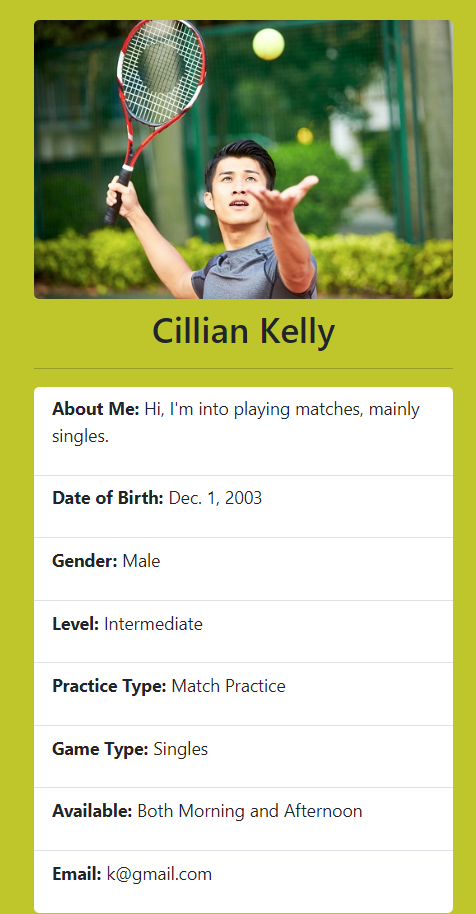 Cillian Kelly
About Me: Hi, I'm into playing matches, mainly
singles.
Date of Birth: Dec. 1, 2003
Gender: Male
Level: Intermediate
Practice Type: Match Practice
Game Type: Singles
Available: Both Morning and Afternoon
Email: k@gmail.com